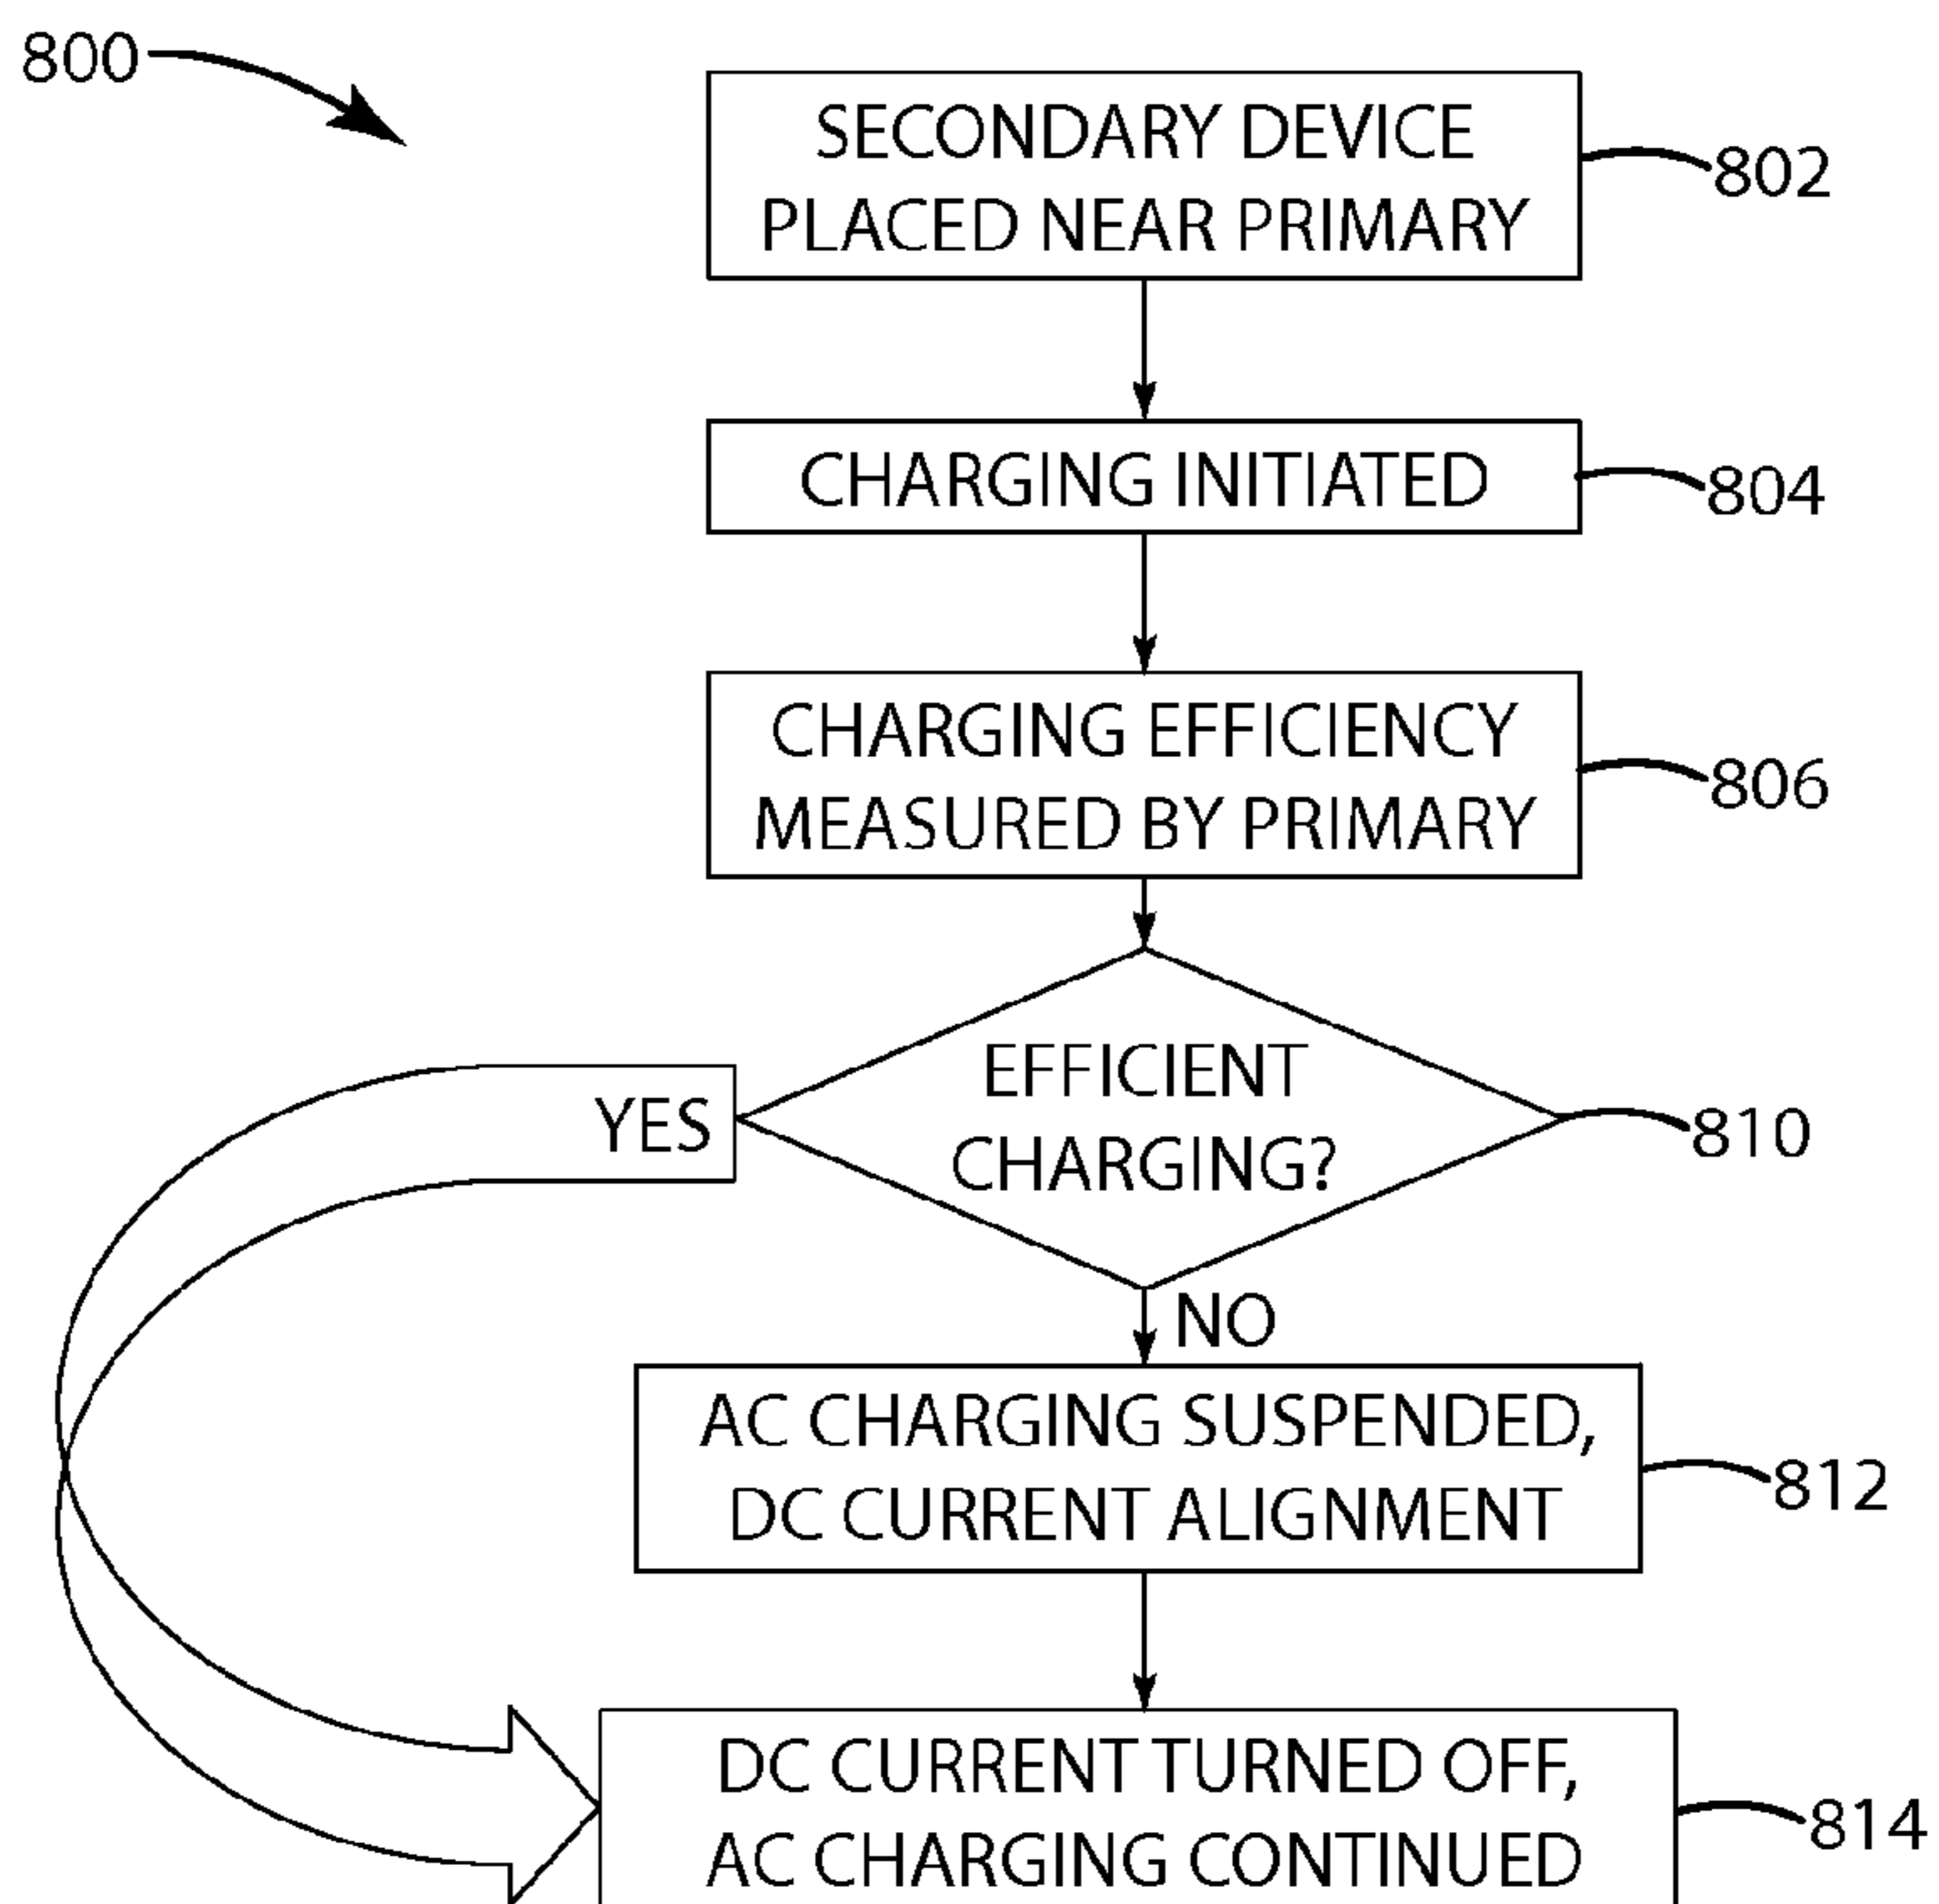 800
SECONDARY DEVICE
PLACED NEAR PRIMARY
802
CHARGING INITIATED
804
CHARGING EFFICIENCY
MEASURED BY PRIMARY
806
EFFICIENT
CHARGING?
810
YES
NO
AC CHARGING SUSPENDED,
DC CURRENT ALIGNMENT
812
DC CURRENT TURNED OFF,
AC CHARGING CONTINUED
814